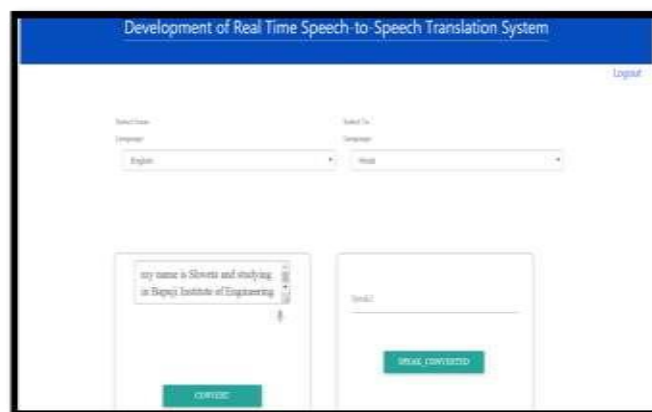 Development of Real Time Speech-to-Speech Translation System
Logout
Select From
Select To
Language
Language
English
Hindi
my name is Shweta and studying
in Bapuji Institute of Engineering
CONVERT
SPEAK_CONVERTED